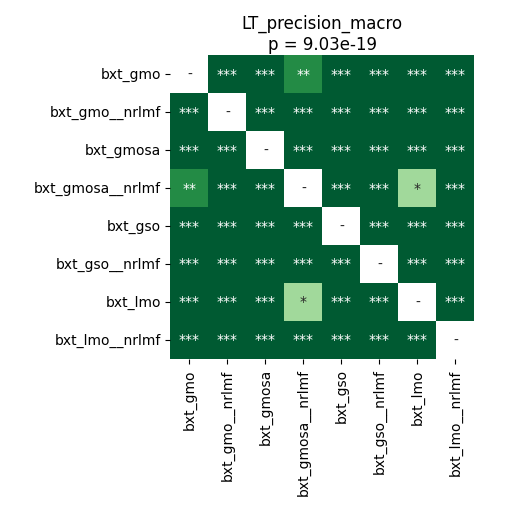 LT_precision_macro
p = 9.03e-19
bxt_gmo - *** *** ** *** *** *** ***
bxt_gmo__nrlmf *** - *** *** *** *** *** ***
bxt_gmosa *** *** - *** *** *** *** ***
bxt_gmosa__nrlmf ** *** *** - *** *** * ***
bxt_gso *** *** *** *** - *** *** ***
bxt_gso__nrlmf *** *** *** *** *** - *** ***
bxt_lmo *** *** *** * *** *** - ***
bxt_lmo__nrlmf *** *** *** *** *** *** *** -
bxt_gmo
bxt_gmo__nrlmf
bxt_gmosa
bxt_gmosa__nrlmf
bxt_gso
bxt_gso__nrlmf
bxt_lmo
bxt_lmo__nrlmf